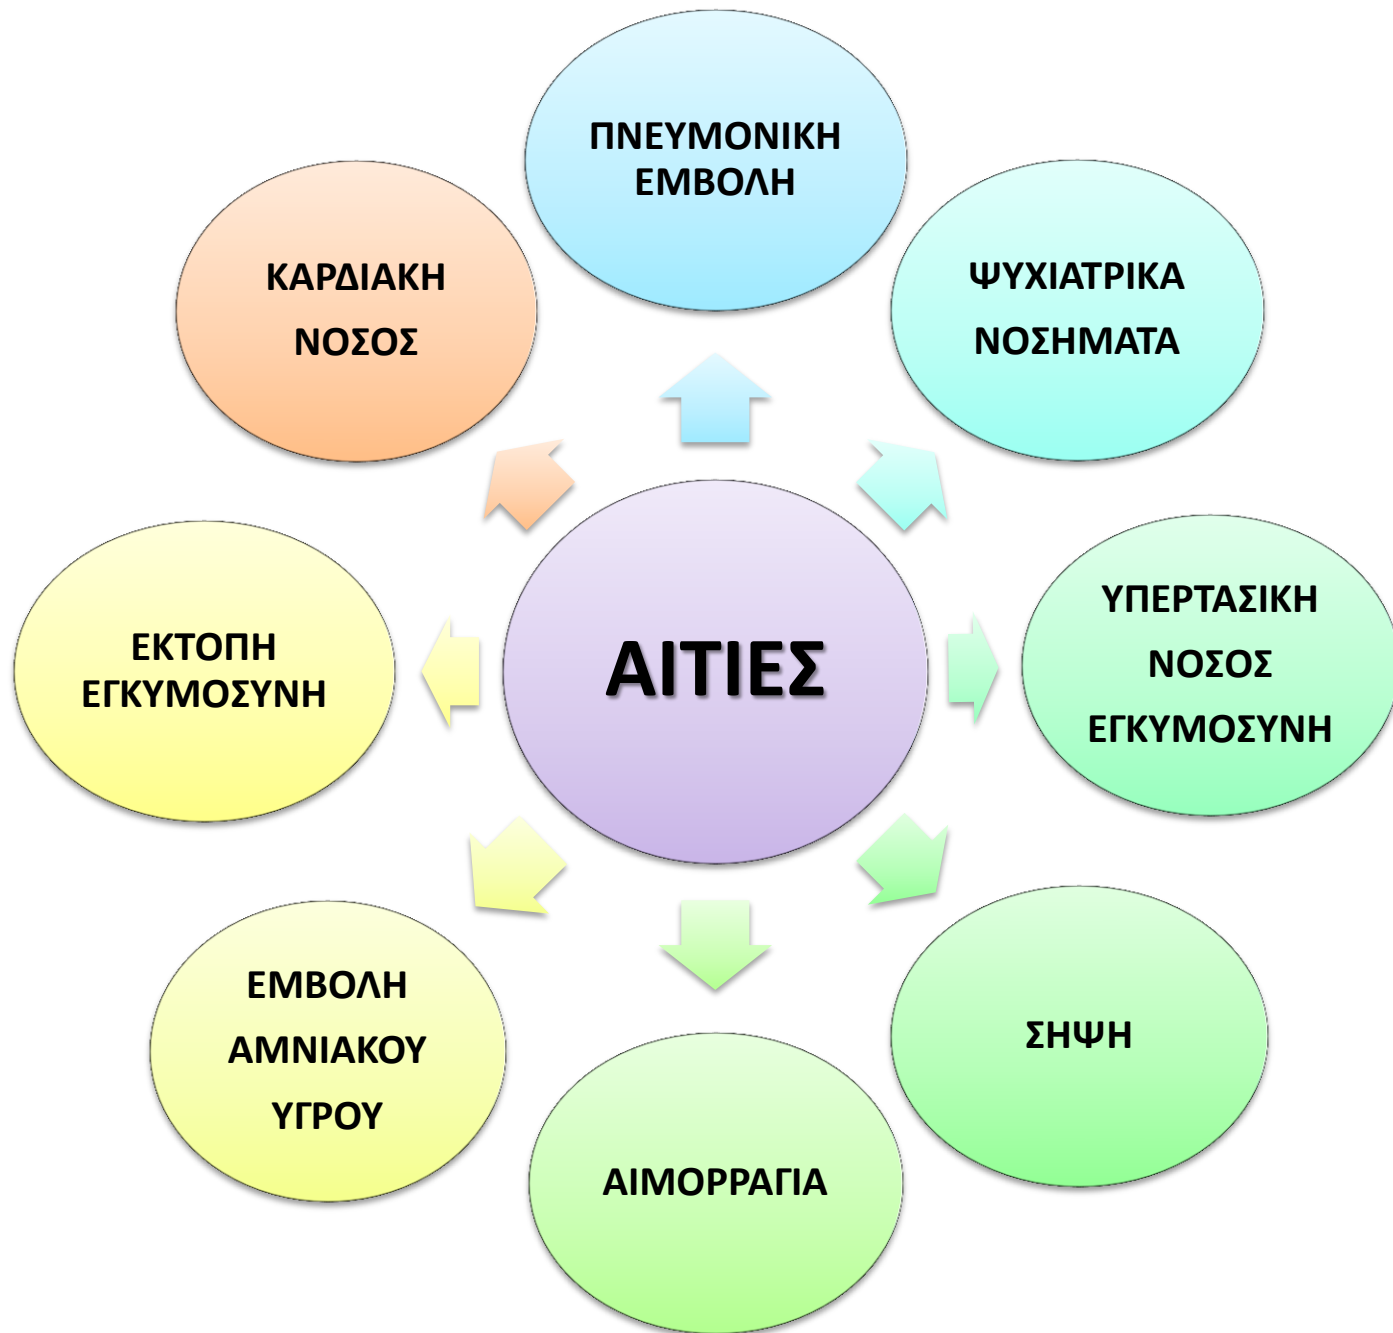 ΠΝΕΥΜΟΝΙΚΗ
ΕΜΒΟΛΗ
ΨΥΧΙΑΤΡΙΚΑ
ΝΟΣΗΜΑΤΑ
ΥΠΕΡΤΑΣΙΚΗ
ΝΟΣΟΣ
ΕΓΚΥΜΟΣΥΝΗ
ΣΗΨΗ
ΑΙΜΟΡΡΑΓΙΑ
ΕΜΒΟΛΗ
ΑΜΝΙΑΚΟΥ
ΥΓΡΟΥ
ΕΚΤΟΠΗ
ΕΓΚΥΜΟΣΥΝΗ
ΚΑΡΔΙΑΚΗ
ΝΟΣΟΣ
ΑΙΤΙΕΣ